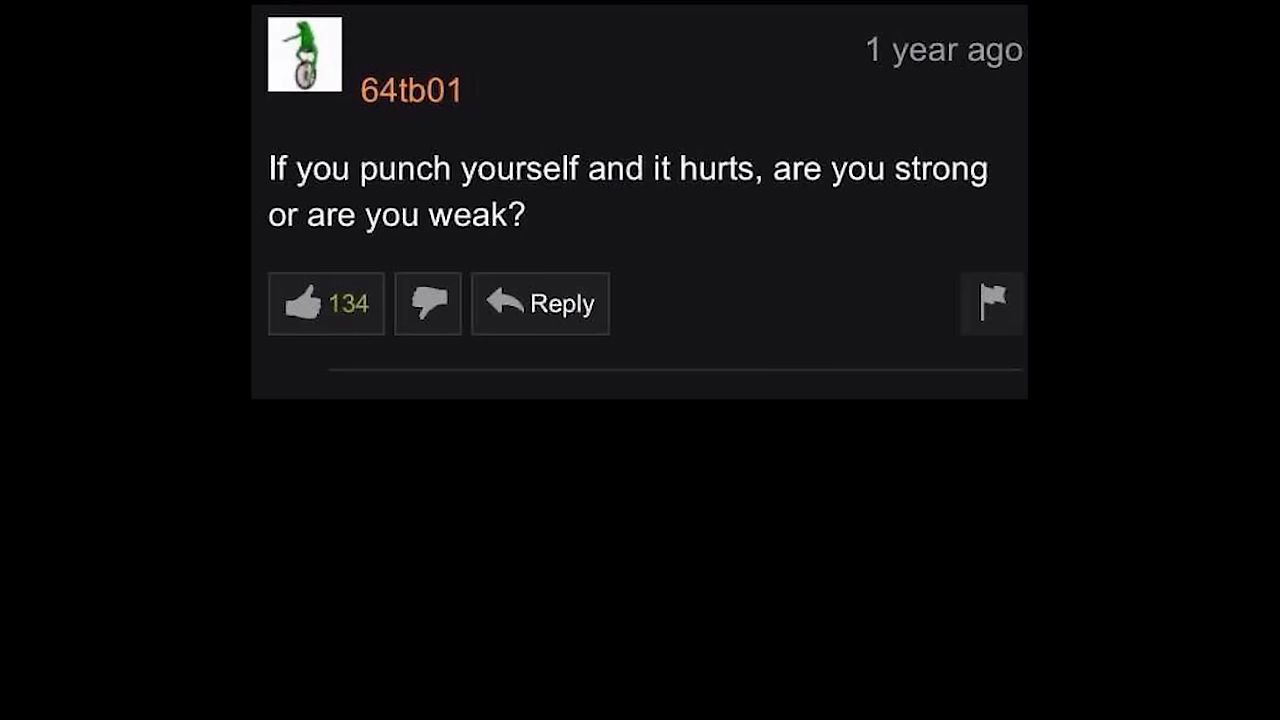 1 year ago
64tb01
If you punch yourself and it hurts, are you strong
or are you weak?
134 Reply